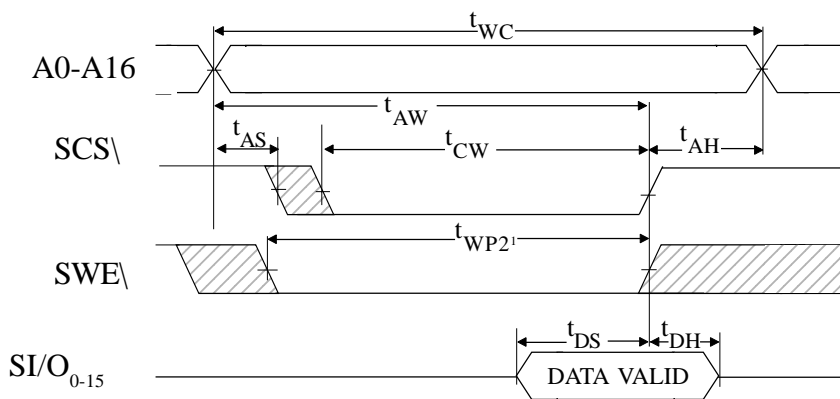 tWC
A0-A16
tAW
tAS
tCW
tAH
SCS\
tWP2¹
SWE\
tDS
tDH
DATA VALID
SI/O0-15